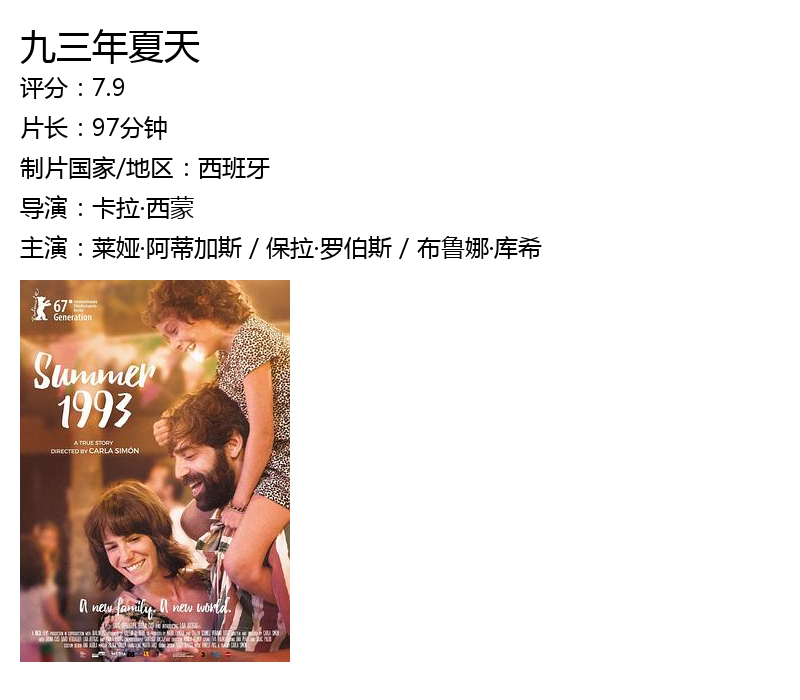 九三年夏天
评分：7.9
片长：97分钟
制片国家/地区：西班牙
导演：卡拉·西蒙
主演：莱娅·阿蒂加斯 / 保拉·罗伯斯 / 布鲁娜·库希
67
Generation
Summer
1993
A TRUE STORY
DIRECTED BY CARLA SIMÓN
A new family. A new world.